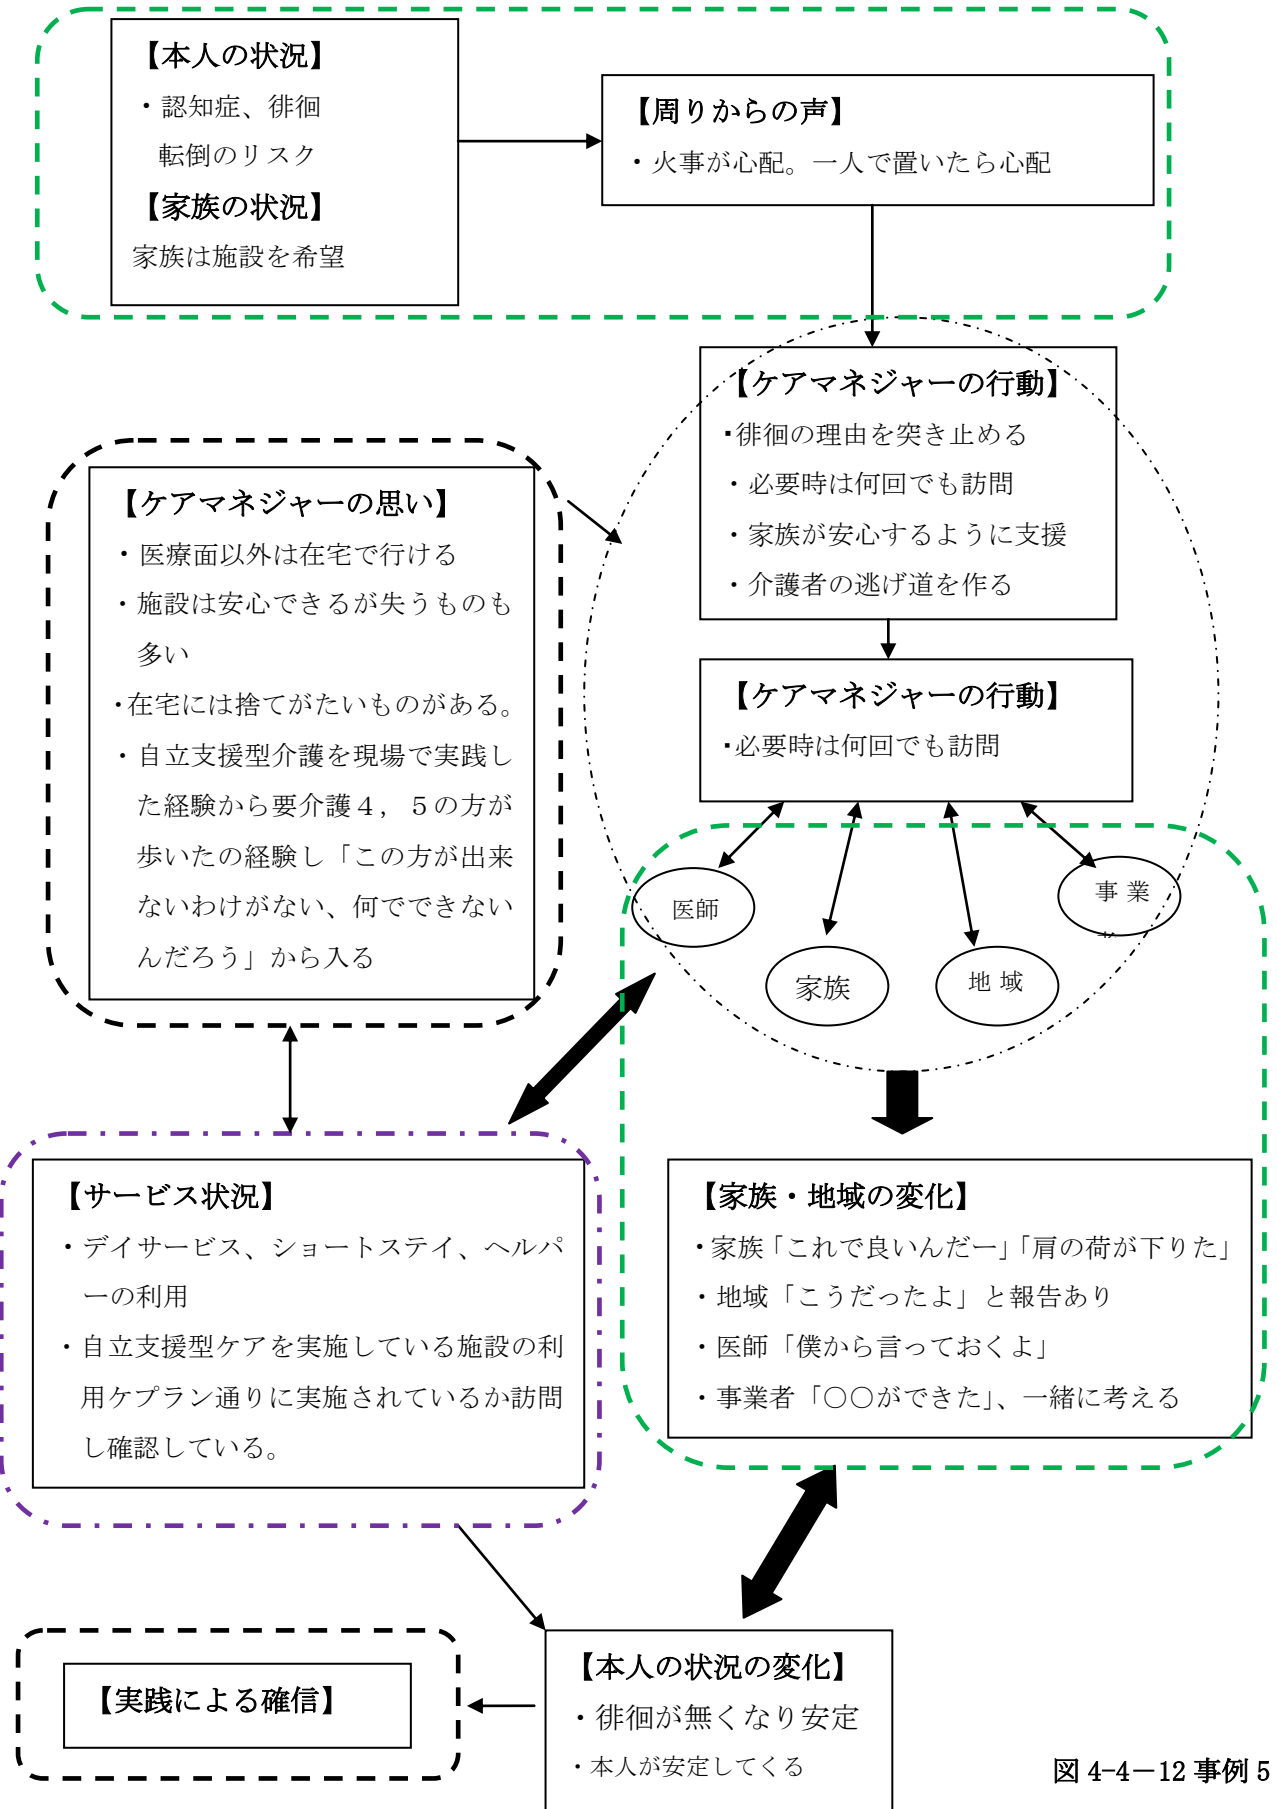 【本人の状況】
・認知症、徘徊
転倒のリスク
【家族の状況】
家族は施設を希望
【周りからの声】
・火事が心配。一人で置いたら心配
【ケアマネジャーの行動】
・徘徊の理由を突き止める
・必要時は何回でも訪問
・家族が安心するように支援
・介護者の逃げ道を作る
【ケアマネジャーの思い】
・医療面以外は在宅で行ける
・施設は安心できるが失うものも
多い
・在宅には捨てがたいものがある。
・自立支援型介護を現場で実践し
た経験から要介護４，５の方が
歩いたの経験し「この方が出来
ないわけがない、何でできない
んだろう」から入る
【ケアマネジャーの行動】
・必要時は何回でも訪問
医師
家族
地 域
事 業
【サービス状況】
・デイサービス、ショートステイ、ヘルパ
ーの利用
・自立支援型ケアを実施している施設の利
用ケプラン通りに実施されているか訪問
し確認している。
【家族・地域の変化】
・家族「これで良いんだー」「肩の荷が下りた」
・地域「こうだったよ」と報告あり
・医師「僕から言っておくよ」
・事業者「○○ができた」、一緒に考える
【本人の状況の変化】
・徘徊が無くなり安定
・本人が安定してくる
【実践による確信】
図 4-4－12 事例 5